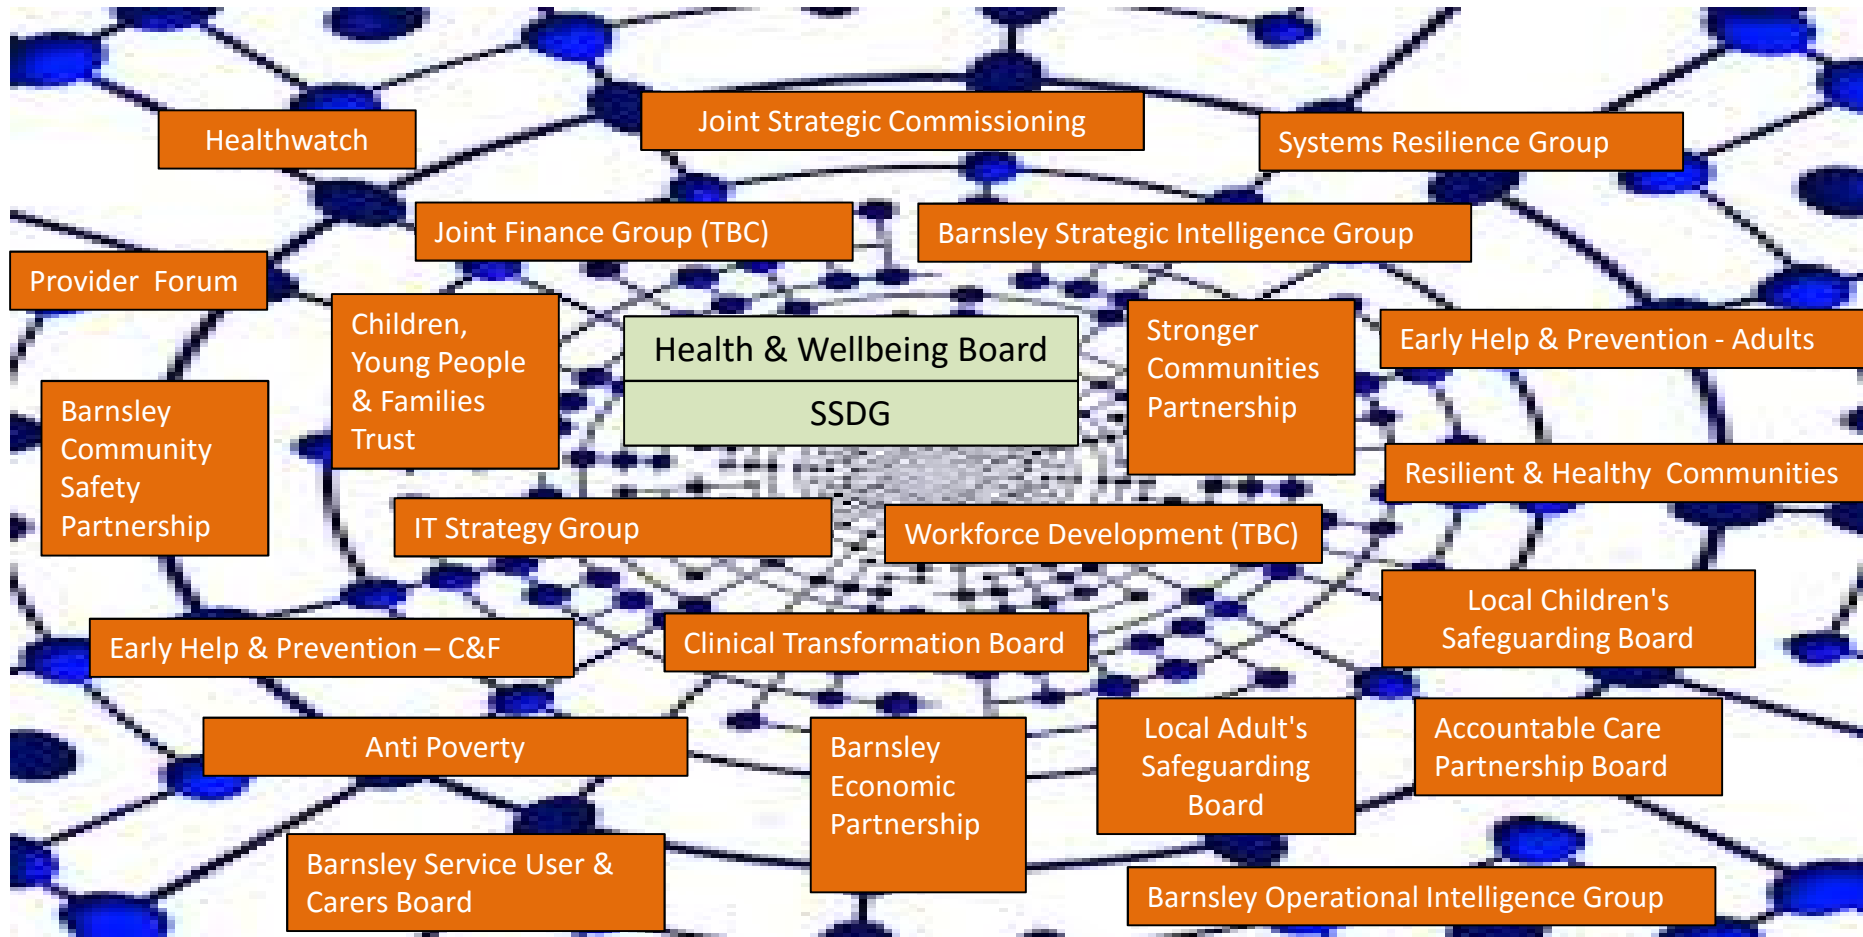 Healthwatch
Joint Strategic Commissioning
Systems Resilience Group
Joint Finance Group (TBC)
Barnsley Strategic Intelligence Group
Provider  Forum
Children,
Young People
& Families
Trust
Health & Wellbeing Board
SSDG
Stronger
Communities
Partnership
Early Help & Prevention - Adults
Barnsley
Community
Safety
Partnership
Resilient & Healthy  Communities
IT Strategy Group
Workforce Development (TBC)
Local Children's
Safeguarding Board
Early Help & Prevention – C&F
Clinical Transformation Board
Anti Poverty
Barnsley
Economic
Partnership
Local Adult's
Safeguarding
Board
Accountable Care
Partnership Board
Barnsley Service User &
Carers Board
Barnsley Operational Intelligence Group